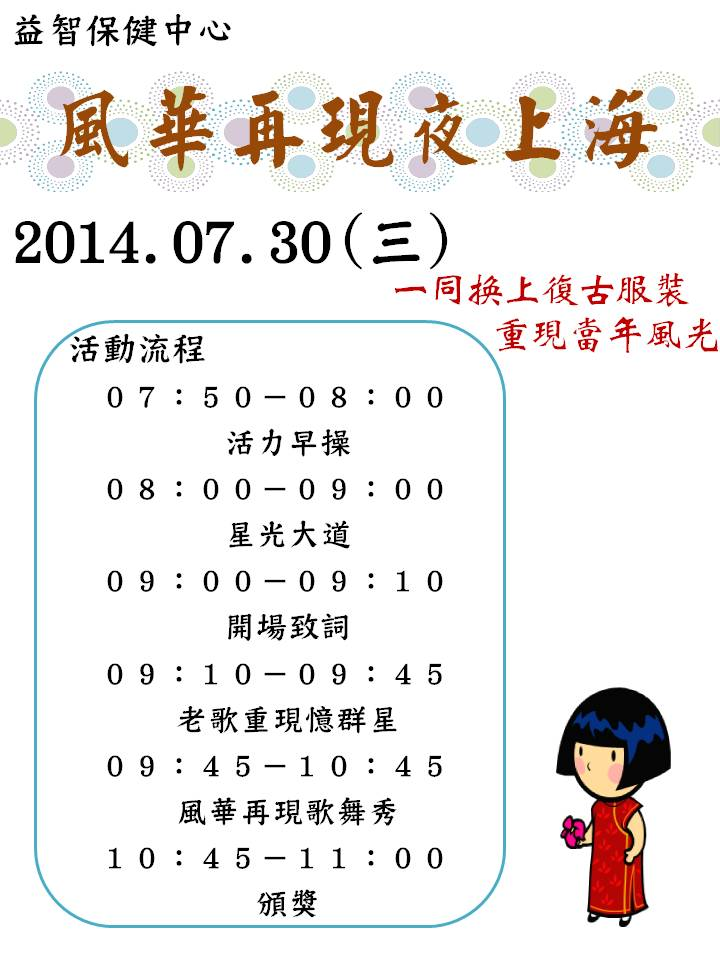 益智保健中心
風華再現夜上海
2014.07.30(三)
一同換上復古服裝
重現當年風光
活動流程
０７：５０－０８：００
活力早操
０８：００－０９：００
星光大道
０９：００－０９：１０
開場致詞
０９：１０－０９：４５
老歌重現憶群星
０９：４５－１０：４５
風華再現歌舞秀
１０：４５－１１：００
頒獎